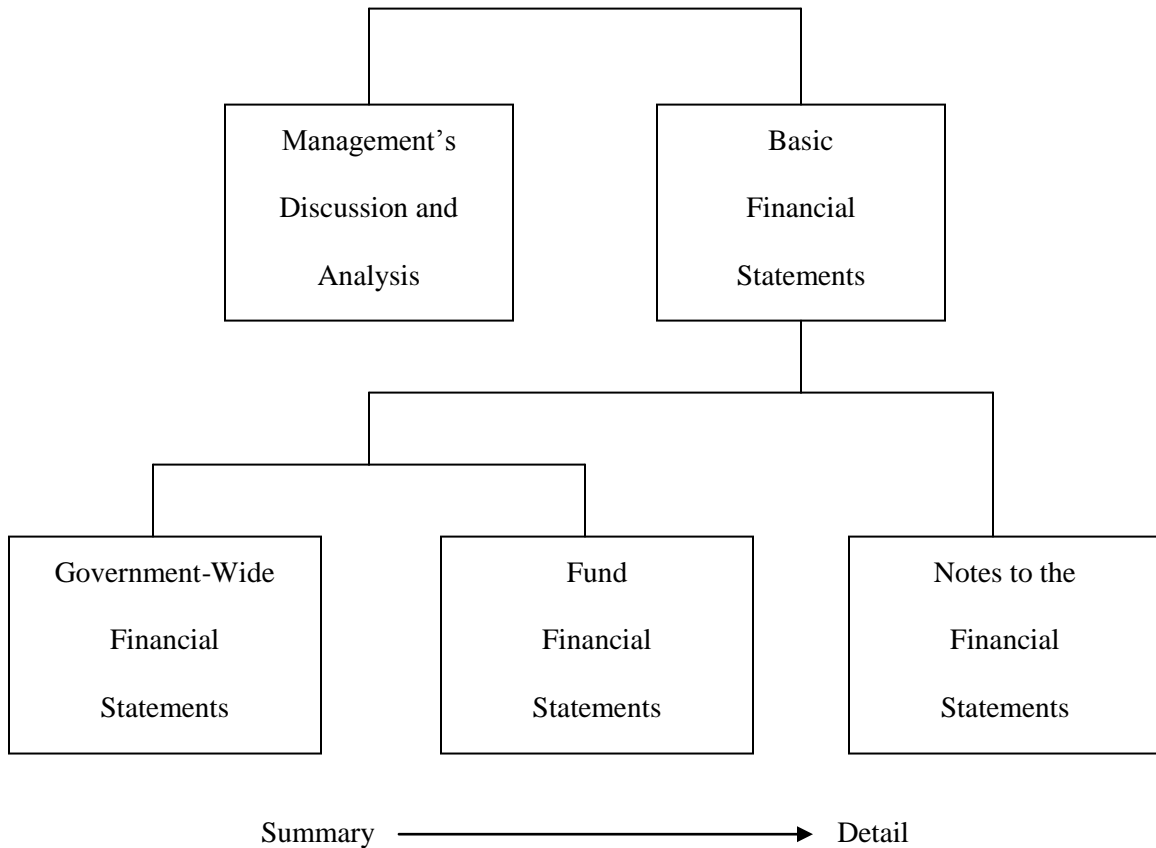 Management’s
Discussion and
Analysis
Basic
Financial
Statements
Government-Wide
Financial
Statements
Fund
Financial
Statements
Notes to the
Financial
Statements
Summary
Detail